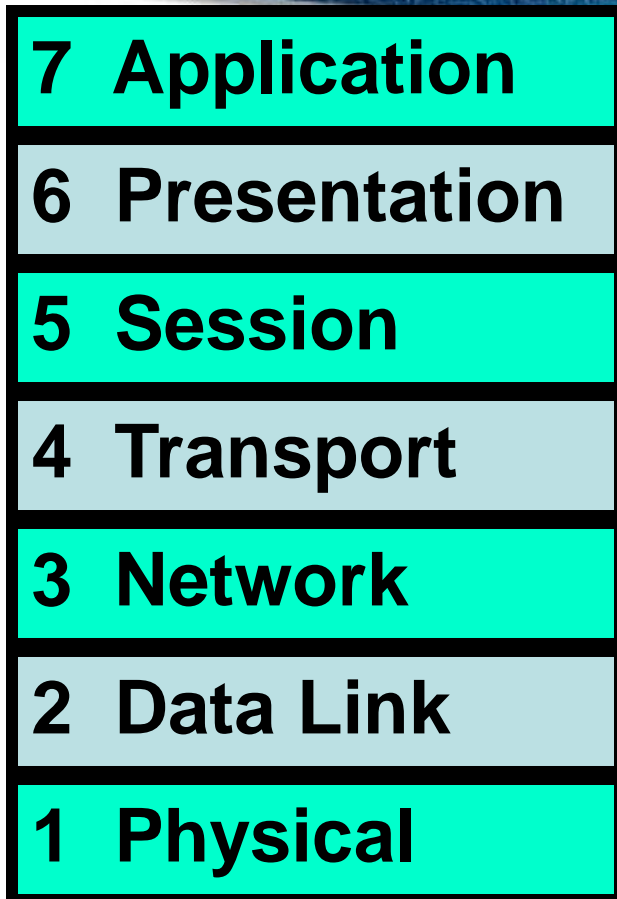 7 Application
6 Presentation
5 Session
4 Transport
3 Network
2 Data Link
1 Physical